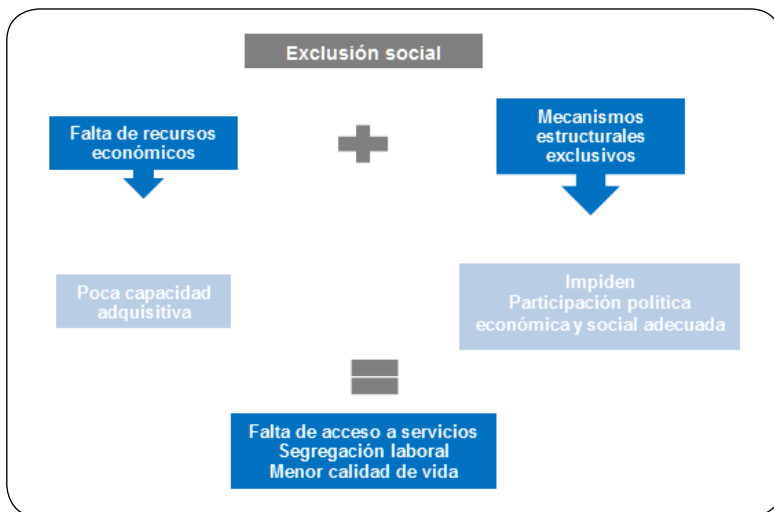 Exclusión social
Falta de recursos
económicos
Mecanismos
estructurales
exclusivos
Poca capacidad
adquisitiva
Impiden
Participación política
económica y social adecuada
Falta de acceso a servicios
Segregación laboral
Menor calidad de vida